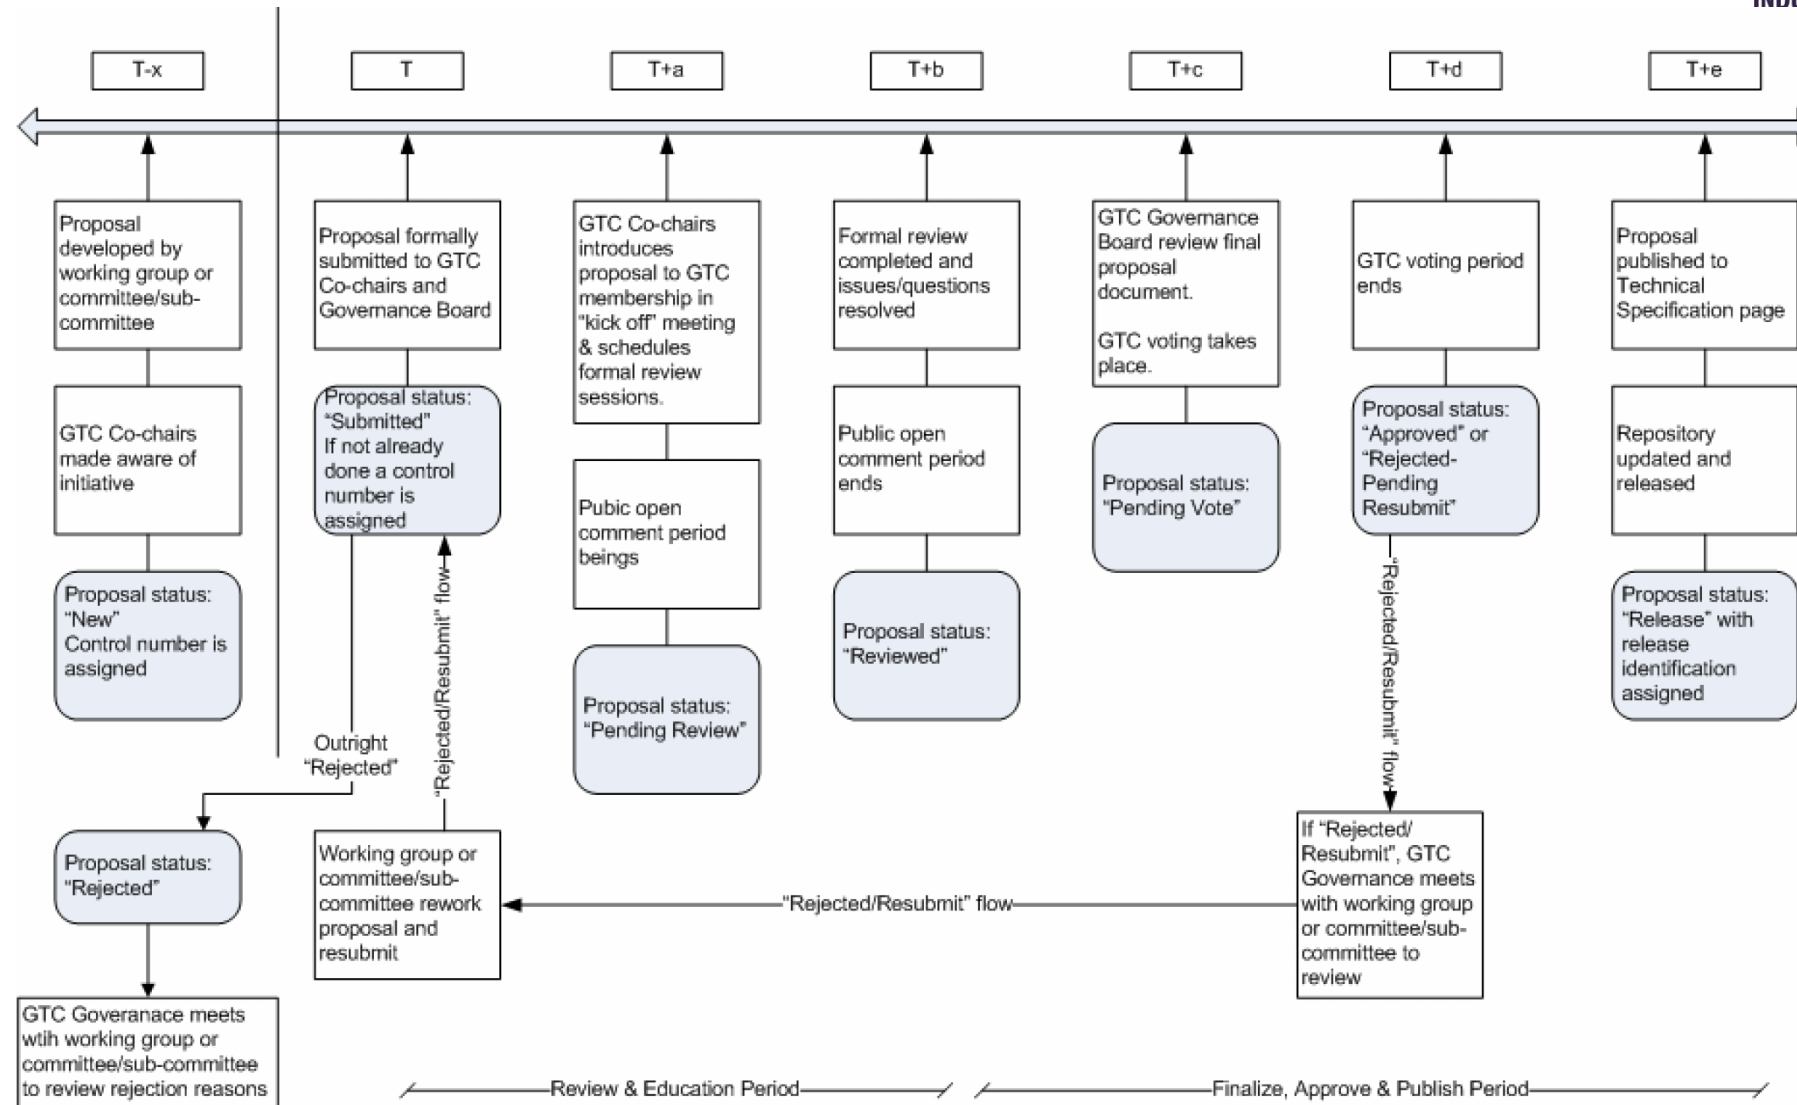 T-x
T
T+a
T+b
T+c
T+d
T+e
Proposal
developed by
working group or
committee/sub-
committee
GTC Co-chairs
made aware of
initiative
Proposal status:
“New”
Control number is
assigned
Proposal formally
submitted to GTC
Co-chairs and
Governance Board
Proposal status:
“Submitted”
If not already
done a control
number is
assigned
GTC Co-chairs
introduces
proposal to GTC
membership in
“kick off” meeting
& schedules
formal review
sessions.
Pubic open
comment period
beings
Proposal status:
“Pending Review”
Formal review
completed and
issues/questions
resolved
Public open
comment period
ends
Proposal status:
“Reviewed”
GTC Governance
Board review final
proposal
document.
GTC voting takes
place.
Proposal status:
“Pending Vote”
GTC voting period
ends
Proposal status:
“Approved” or
“Rejected-
Pending
Resubmit”
Proposal
published to
Technical
Specification page
Repository
updated and
released
Proposal status:
“Release” with
release
identification
assigned
Outright
“Rejected”
“Rejected/Resubmit” flow
“Rejected/Resubmit” flow
Proposal status:
“Rejected”
Working group or
committee/sub-
committee rework
proposal and
resubmit
“Rejected/Resubmit” flow
If “Rejected/
Resubmit”, GTC
Governance meets
with working group
or committee/sub-
committee to
review
GTC Goveranace meets
wtih working group or
committee/sub-committee
to review rejection reasons
Review & Education Period
Finalize, Approve & Publish Period